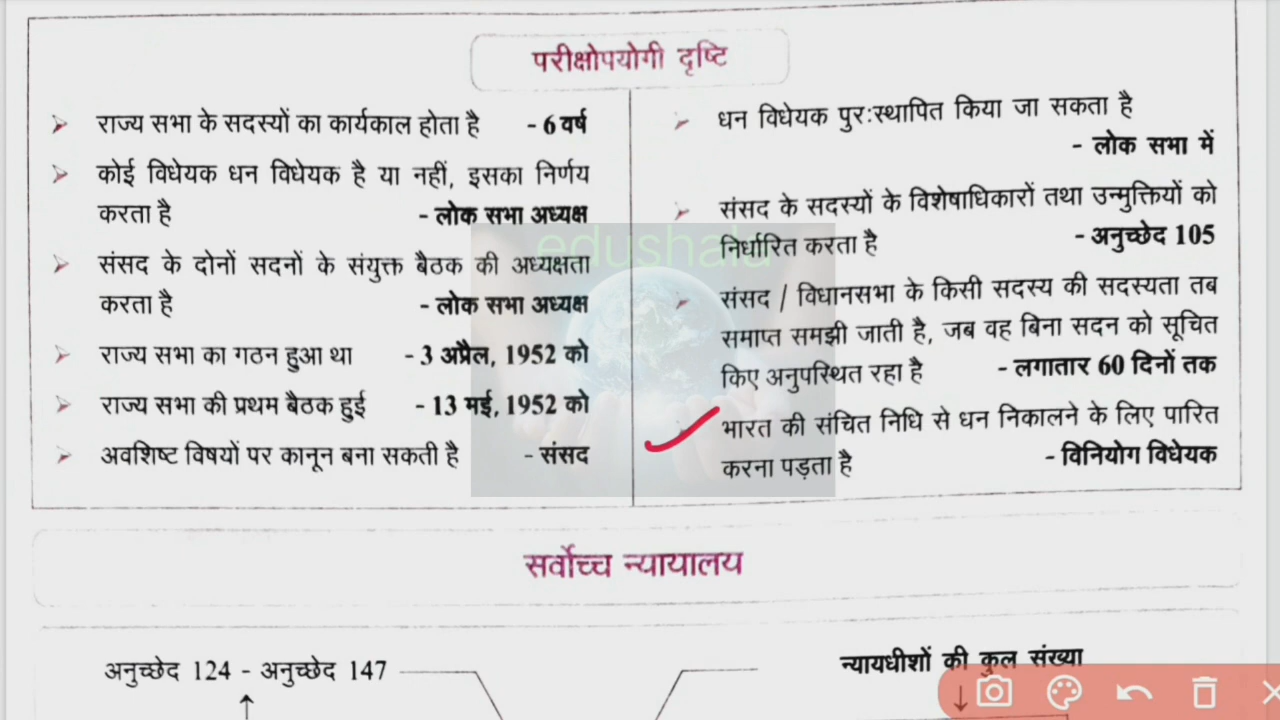 परीक्षोपयोगी दृष्टि
राज्य सभा के सदस्यों का कार्यकाल होता है - 6 वर्ष
कोई विधेयक धन विधेयक है या नहीं, इसका निर्णय
करता है - लोक सभा अध्यक्ष
संसद के दोनों सदनों के संयुक्त बैठक की अध्यक्षता
करता है - लोक सभा अध्यक्ष
राज्य सभा का गठन हुआ था - 3 अप्रैल, 1952 को
राज्य सभा की प्रथम बैठक हुई - 13 मई, 1952 को
अवशिष्ट विषयों पर कानून बना सकती है - संसद
धन विधेयक पुरःस्थापित किया जा सकता है
- लोक सभा में
संसद के सदस्यों के विशेषाधिकारों तथा उन्मुक्तियों को
निर्धारित करता है - अनुच्छेद 105
संसद / विधानसभा के किसी सदस्य की सदस्यता तब
समाप्त समझी जाती है, जब वह बिना सदन को सूचित
किए अनुपस्थित रहा है - लगातार 60 दिनों तक
भारत की संचित निधि से धन निकालने के लिए पारित
करना पड़ता है - विनियोग विधेयक
edushala
सर्वोच्च न्यायालय
अनुच्छेद 124 - अनुच्छेद 147
न्यायधीशों की कुल संख्या